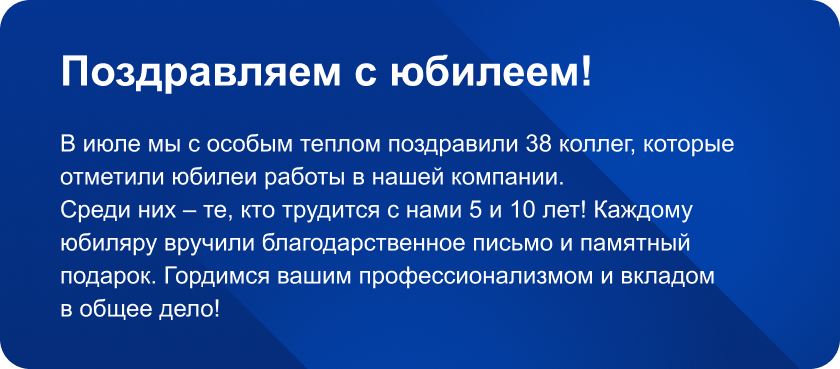 Поздравляем с юбилеем!
В июле мы с особым теплом поздравили 38 коллег, которые
отметили юбилеи работы в нашей компании.
Среди них – те, кто трудится с нами 5 и 10 лет! Каждому
юбиляру вручили благодарственное письмо и памятный
подарок. Гордимся вашим профессионализмом и вкладом
в общее дело!